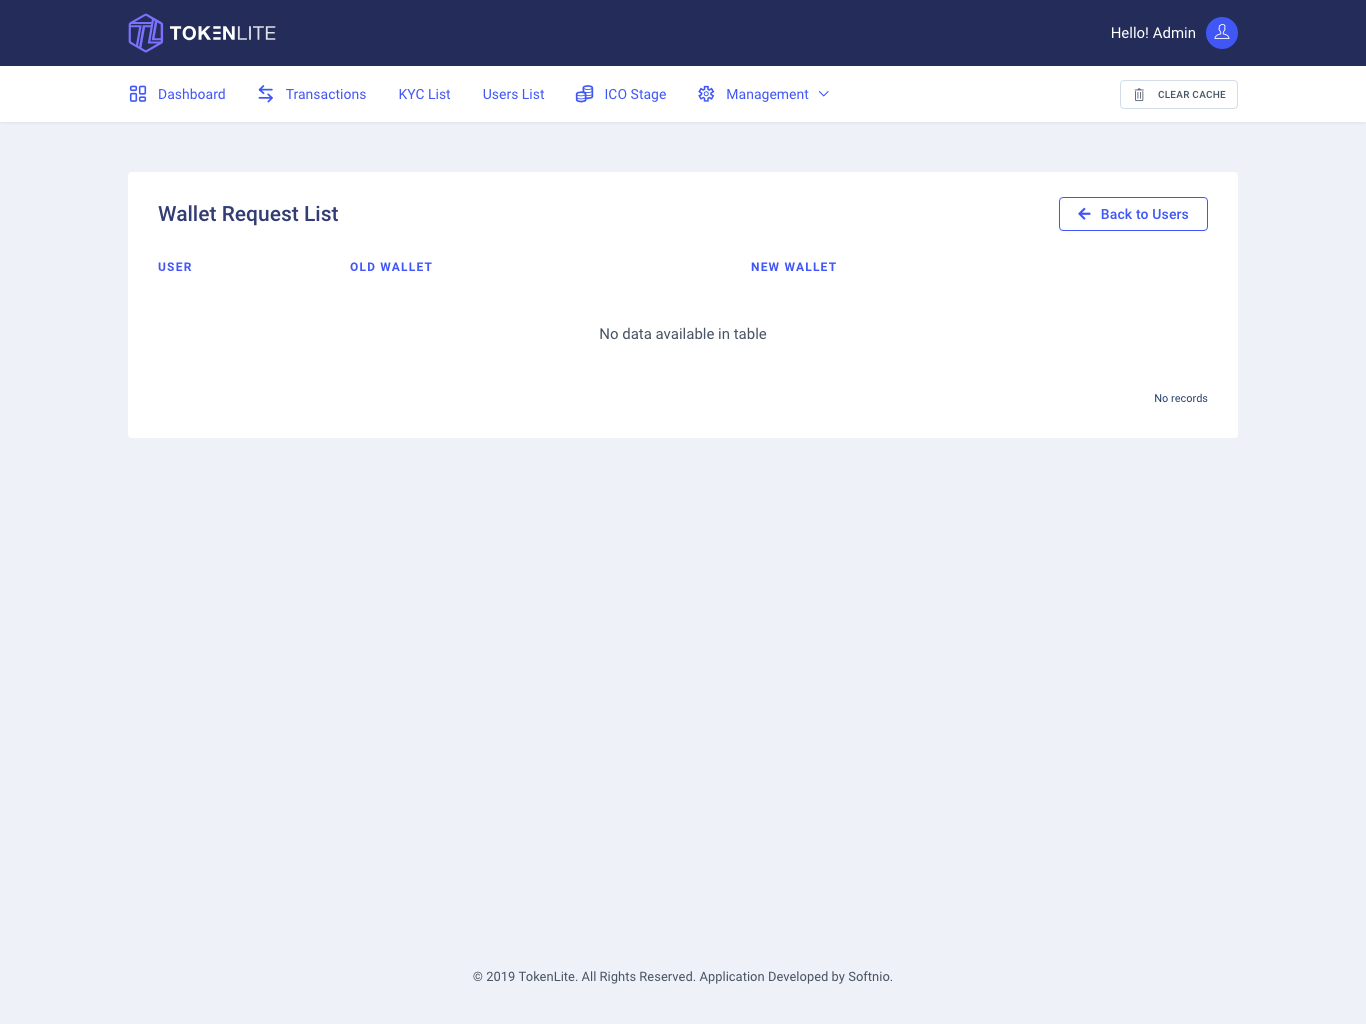 TOKENLITE
Hello! Admin
Dashboard
Transactions
KYC List
Users List
ICO Stage
Management
CLEAR CACHE
Wallet Request List
Back to Users
USER
OLD WALLET
NEW WALLET
No data available in table
No records
© 2019 TokenLite. All Rights Reserved. Application Developed by Softnio.